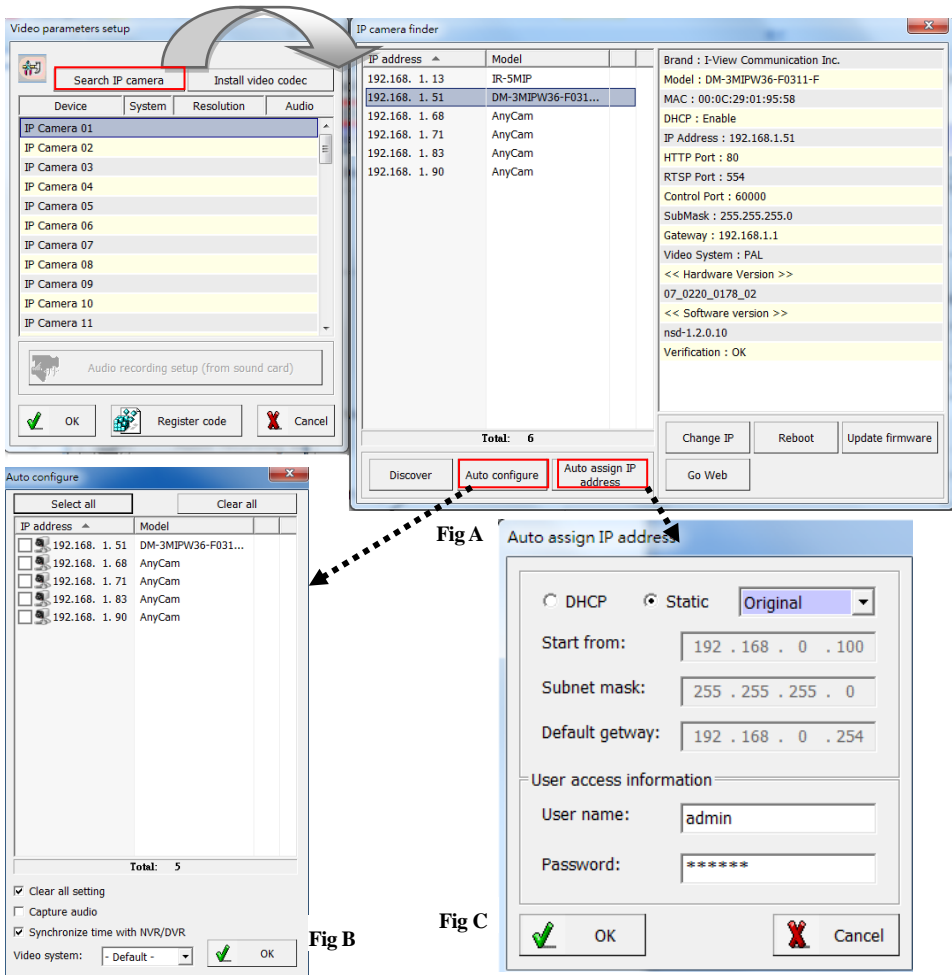 Video parameters setup
Search IP camera
Install video codec
Device System Resolution Audio
IP Camera 01
IP Camera 02
IP Camera 03
IP Camera 04
IP Camera 05
IP Camera 06
IP Camera 07
IP Camera 08
IP Camera 09
IP Camera 10
IP Camera 11
Audio recording setup (from sound card)
OK
Register code
Cancel
IP camera finder
IP address Model
192.168. 1. 13 IR-5MIP
192.168. 1. 51 DM-3MIPW36-F031...
192.168. 1. 68 AnyCam
192.168. 1. 71 AnyCam
192.168. 1. 83 AnyCam
192.168. 1. 90 AnyCam
Total: 6
Brand : I-View Communication Inc.
Model : DM-3MIPW36-F0311-F
MAC : 00:0C:29:01:95:58
DHCP : Enable
IP Address : 192.168.1.51
HTTP Port : 80
RTSP Port : 554
Control Port : 60000
SubMask : 255.255.255.0
Gateway : 192.168.1.1
Video System : PAL
<< Hardware Version >>
07_0220_0178_02
<< Software version >>
nsd-1.2.0.10
Verification : OK
Discover
Auto configure
Auto assign IP
address
Change IP
Reboot
Update firmware
Go Web
Fig A
Auto configure
Select all
Clear all
IP address Model
192.168. 1. 51 DM-3MIPW36-F031...
192.168. 1. 68 AnyCam
192.168. 1. 71 AnyCam
192.168. 1. 83 AnyCam
192.168. 1. 90 AnyCam
Total: 5
Clear all setting
Capture audio
Synchronize time with NVR/DVR
Video system: - Default -
OK
Fig B
Auto assign IP address
DHCP Static Original
Start from: 192 . 168 . 0 . 100
Subnet mask: 255 . 255 . 255 . 0
Default getway: 192 . 168 . 0 . 254
User access information
User name: admin
Password: ******
OK
Cancel
Fig C